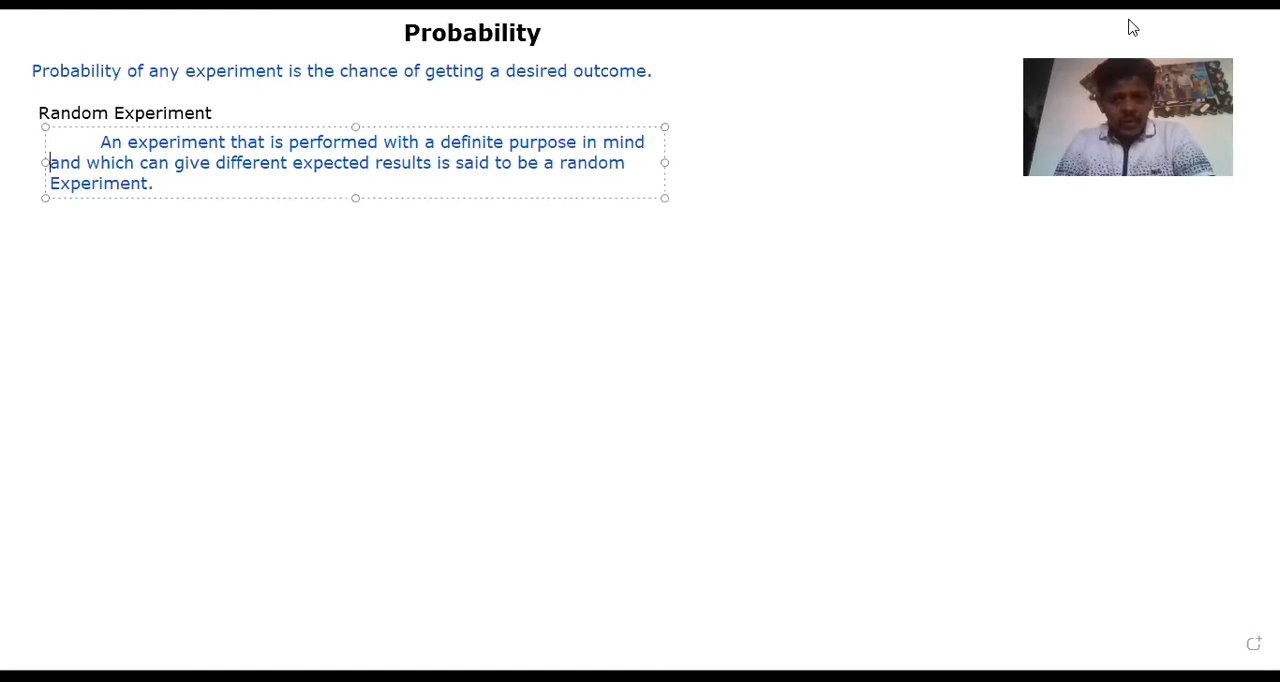 Probability
Probability of any experiment is the chance of getting a desired outcome.
Random Experiment
An experiment that is performed with a definite purpose in mind
and which can give different expected results is said to be a random
Experiment.